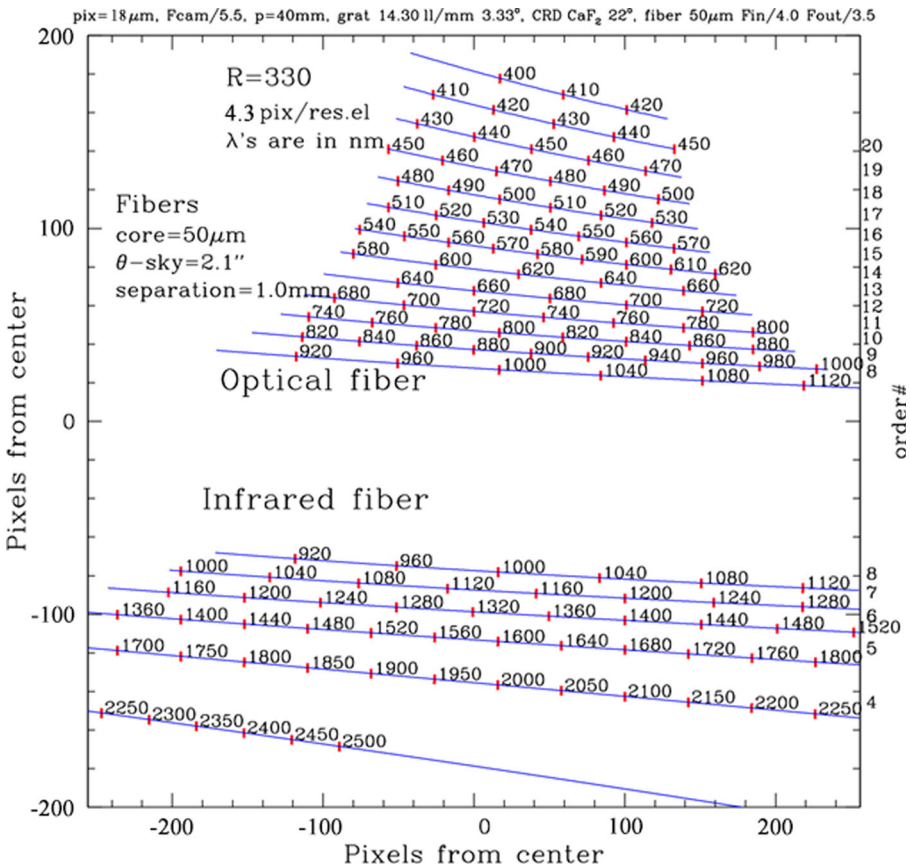 pix=18μm, Fcam/5.5, p=40mm, grat 14.30 ll/mm 3.33°, CRD CaF₂ 22°, fiber 50μm Fin/4.0 Fout/3.5
200
R=330
4.3 pix/res.el
λ's are in nm
400 410 420
410 420 430 440 450
430 440 450 460 470
450 460 470 480 490 500
480 490 500 510 520 530
510 520 530 540 550 560 570
540 550 560 570 580 590 600 610 620
580 600 620 640 660
640 660 680 700 720
680 700 720 740 760 780 800
740 760 780 800 820 840 860 880
820 840 860 880 900 920 940 960 980 1000
920 960 1000 1040 1080 1120
20
19
18
17
16
15
14
13
12
11
10
9
8
Fibers
core=50μm
θ-sky=2.1"
separation=1.0mm
100
Optical fiber
order#
0
Pixels from center
Infrared fiber
920 960 1000 1040 1080 1120
1000 1040 1080 1120 1160 1200 1240 1280
1160 1200 1240 1280 1320 1360 1400 1440 1480 1520
1360 1400 1440 1480 1520 1560 1600 1640 1680 1720 1760 1800
1700 1750 1800 1850 1900 1950 2000 2050 2100 2150 2200 2250
2250 2300 2350 2400 2450 2500
8
7
6
5
4
-100
-200
-200 -100 0 100 200
Pixels from center